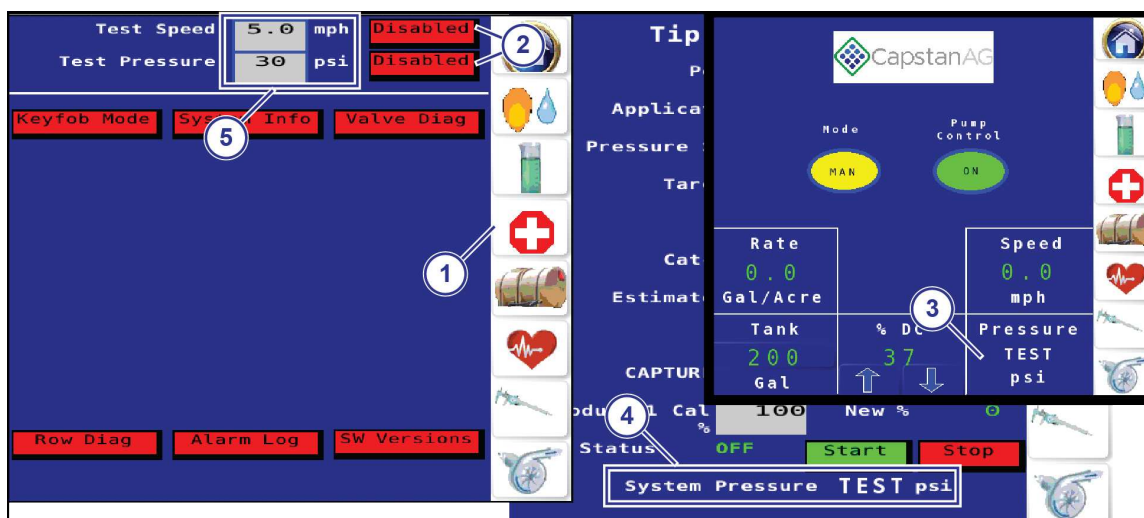 Test Speed 5.0 mph Disabled
Test Pressure 30 psi Disabled
2
5
Keyfob Mode Info Valve Diag
1
Row Diag Alarm Log SW Versions
Tip
Applica
Pressure
Tar
Cat
Estimat
CAPTUR
Cal 100 New % 0
%
4
Status OFF Start Stop
System Pressure TEST psi
CapstanAG
Mode Pump
Control
MAN ON
Rate Speed
0.0 0.0
Gal/Acre mph
3
Tank % D Pressure
200 37 TEST
Gal psi